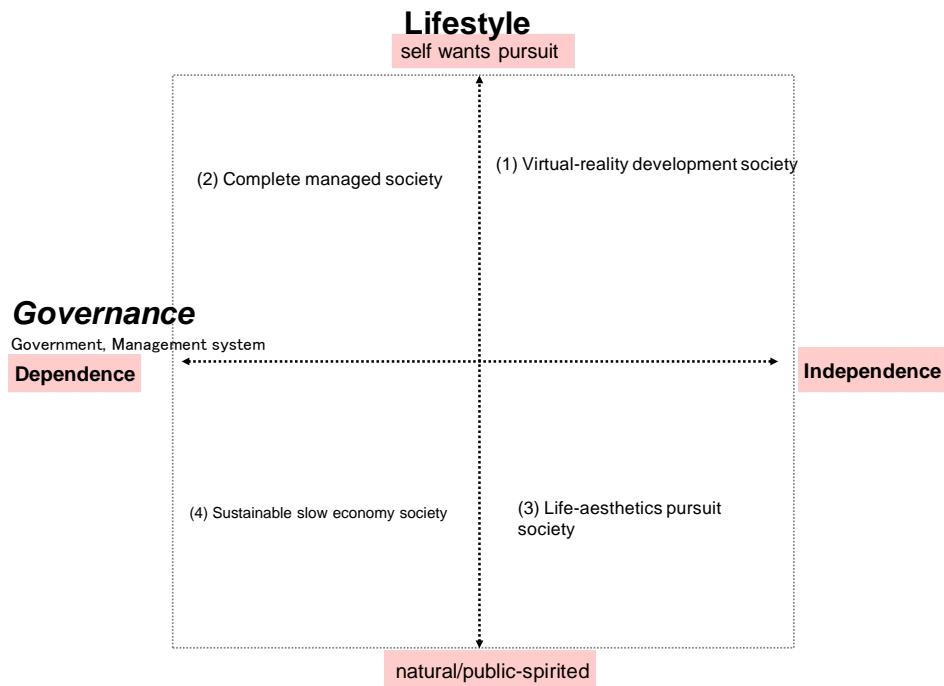 Lifestyle
self wants pursuit
(1) Virtual-reality development society
(2) Complete managed society
Governance
Government, Management system
Dependence
Independence
(4) Sustainable slow economy society
(3) Life-aesthetics pursuit
society
natural/public-spirited